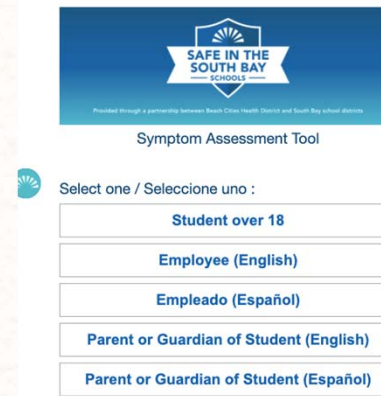 SAFE IN THE
SOUTH BAY
SCHOOLS
Provided through a partnership between Beach Cities Health District and South Bay school districts
Symptom Assessment Tool
Select one / Seleccione uno :
Student over 18
Employee (English)
Empleado (Español)
Parent or Guardian of Student (English)
Parent or Guardian of Student (Español)